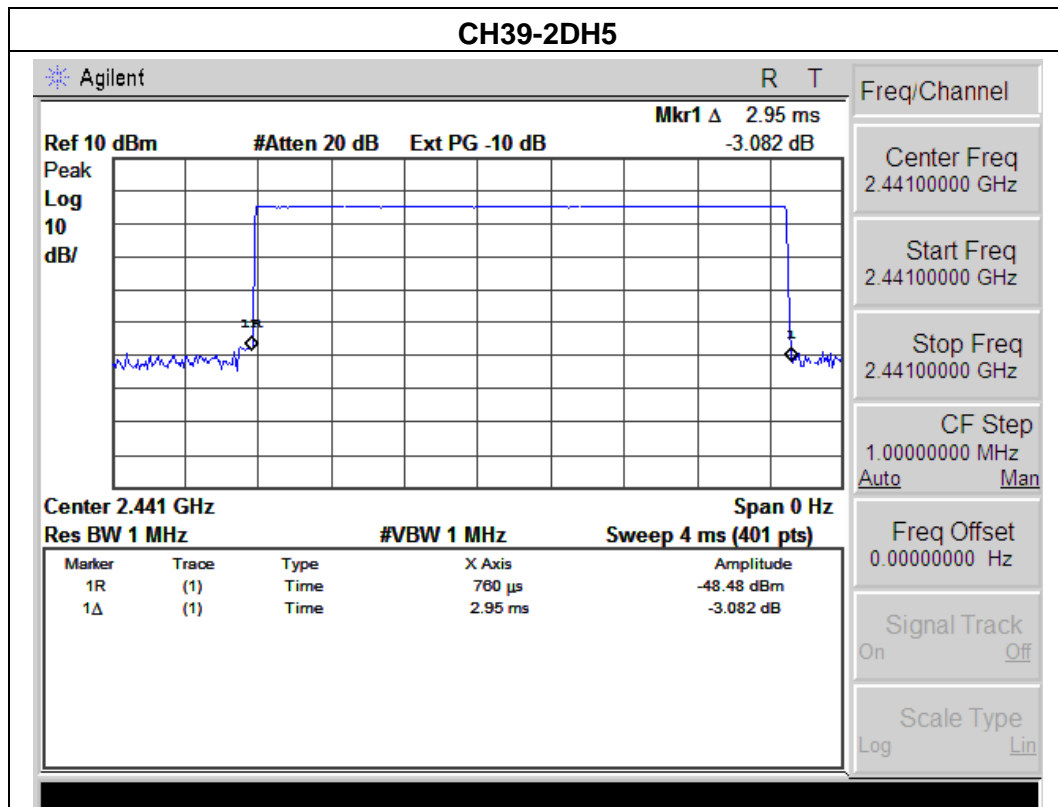 CH39-2DH5
Agilent R T
Mkr1 Δ 2.95 ms
Ref 10 dBm #Atten 20 dB Ext PG -10 dB -3.082 dB
Peak
Log
10
dB/
1R
1
Center 2.441 GHz Span 0 Hz
Res BW 1 MHz #VBW 1 MHz Sweep 4 ms (401 pts)
Marker Trace Type X Axis Amplitude
1R (1) Time 760 µs -48.48 dBm
1Δ (1) Time 2.95 ms -3.082 dB
Freq/Channel
Center Freq
2.44100000 GHz
Start Freq
2.44100000 GHz
Stop Freq
2.44100000 GHz
CF Step
1.00000000 MHz
Auto Man
Freq Offset
0.00000000 Hz
Signal Track
On Off
Scale Type
Log Lin